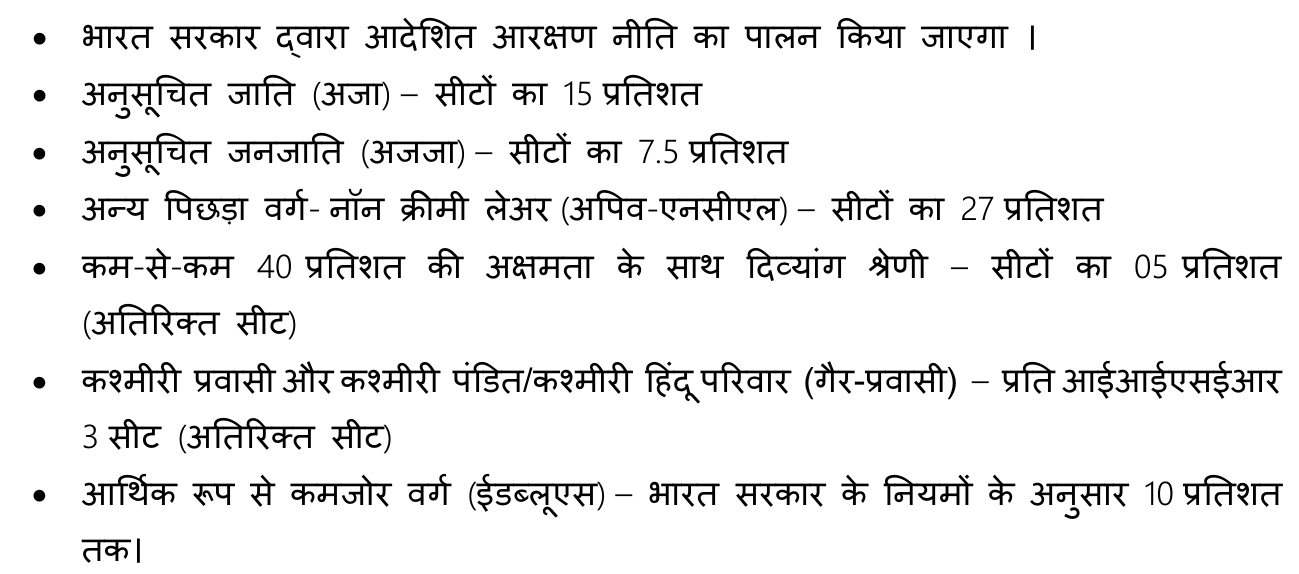 • भारत सरकार द्वारा आदेशित आरक्षण नीति का पालन किया जाएगा ।
• अनुसूचित जाति (अजा) – सीटों का 15 प्रतिशत
• अनुसूचित जनजाति (अजजा) – सीटों का 7.5 प्रतिशत
• अन्य पिछड़ा वर्ग- नॉन क्रीमी लेअर (अपिव-एनसीएल) – सीटों का 27 प्रतिशत
• कम-से-कम 40 प्रतिशत की अक्षमता के साथ दिव्यांग श्रेणी – सीटों का 05 प्रतिशत
(अतिरिक्त सीट)
• कश्मीरी प्रवासी और कश्मीरी पंडित/कश्मीरी हिंदू परिवार (गैर-प्रवासी) – प्रति आईआईएसईआर
3 सीट (अतिरिक्त सीट)
• आर्थिक रूप से कमजोर वर्ग (ईडब्लूएस) – भारत सरकार के नियमों के अनुसार 10 प्रतिशत
तक।